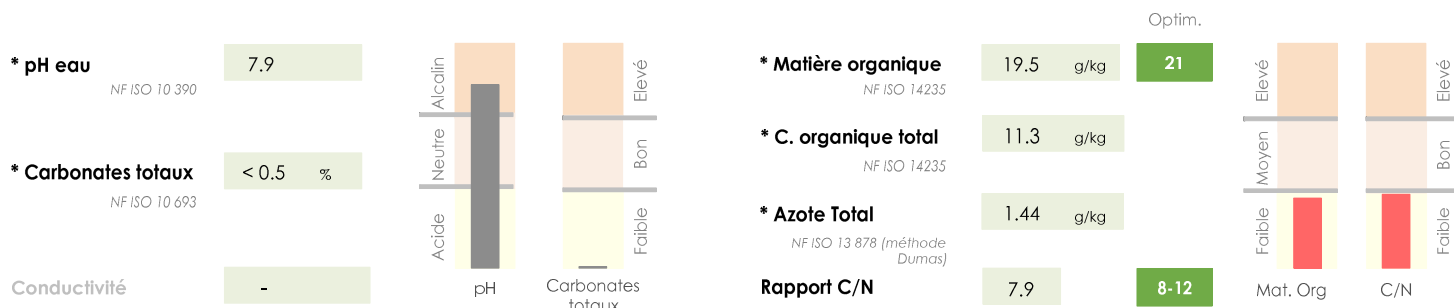 Optim.
* pH eau 7.9
NF ISO 10 390
* Carbonates totaux < 0.5 %
NF ISO 10 693
Conductivité -
Alcalin
Neutre
Acide
pH
Elevé
Bon
Faible
Carbonates
totaux
* Matière organique 19.5 g/kg 21
NF ISO 14235
* C. organique total 11.3 g/kg
NF ISO 14235
* Azote Total 1.44 g/kg
NF ISO 13 878 (méthode
Dumas)
Rapport C/N 7.9 8-12
Elevé
Moyen
Faible
Mat. Org
Elevé
Bon
Faible
C/N